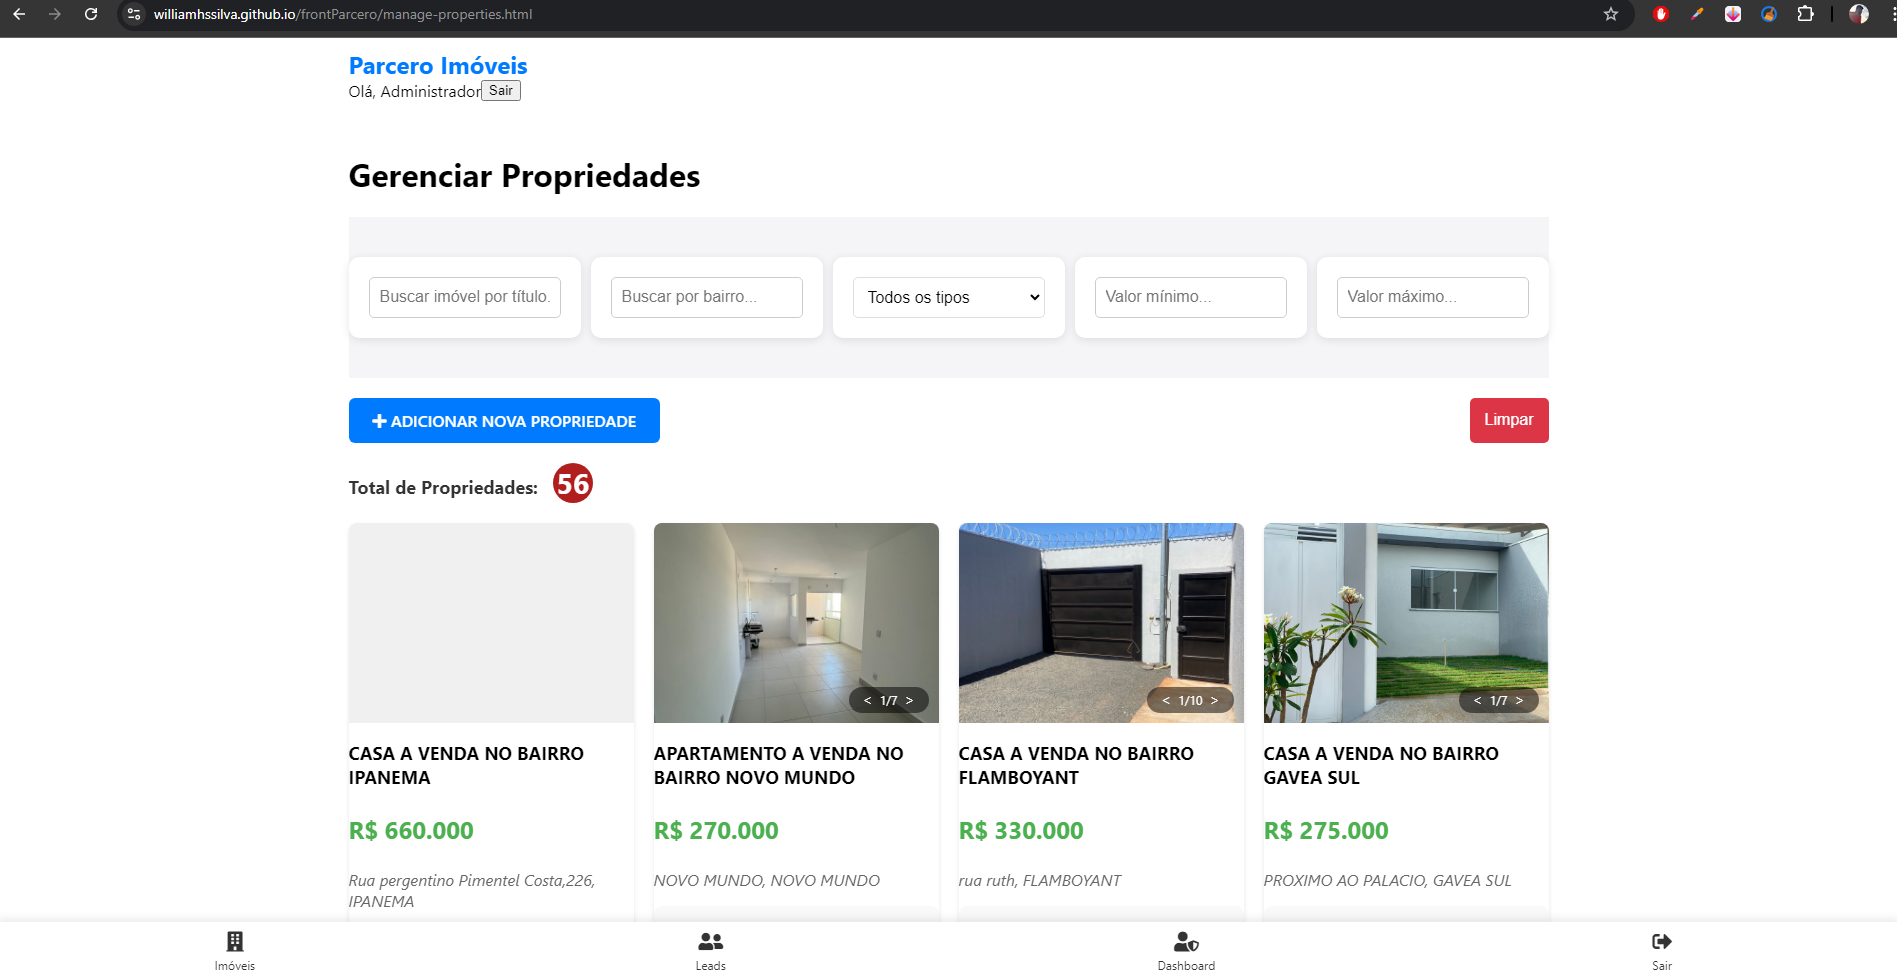 williamhssilva.github.io/frontParcero/manage-properties.html
Parcero Imóveis
Olá, Administrador Sair
Gerenciar Propriedades
Buscar imóvel por título.
Buscar por bairro...
Todos os tipos
Valor mínimo...
Valor máximo...
ADICIONAR NOVA PROPRIEDADE
Limpar
Total de Propriedades: 56
< 1/7 >
< 1/10 >
< 1/7 >
CASA A VENDA NO BAIRRO
IPANEMA
R$ 660.000
Rua pergentino Pimentel Costa,226,
IPANEMA
APARTAMENTO A VENDA NO
BAIRRO NOVO MUNDO
R$ 270.000
NOVO MUNDO, NOVO MUNDO
CASA A VENDA NO BAIRRO
FLAMBOYANT
R$ 330.000
rua ruth, FLAMBOYANT
CASA A VENDA NO BAIRRO
GAVEA SUL
R$ 275.000
PROXIMO AO PALACIO, GAVEA SUL
Imóveis
Leads
Dashboard
Sair